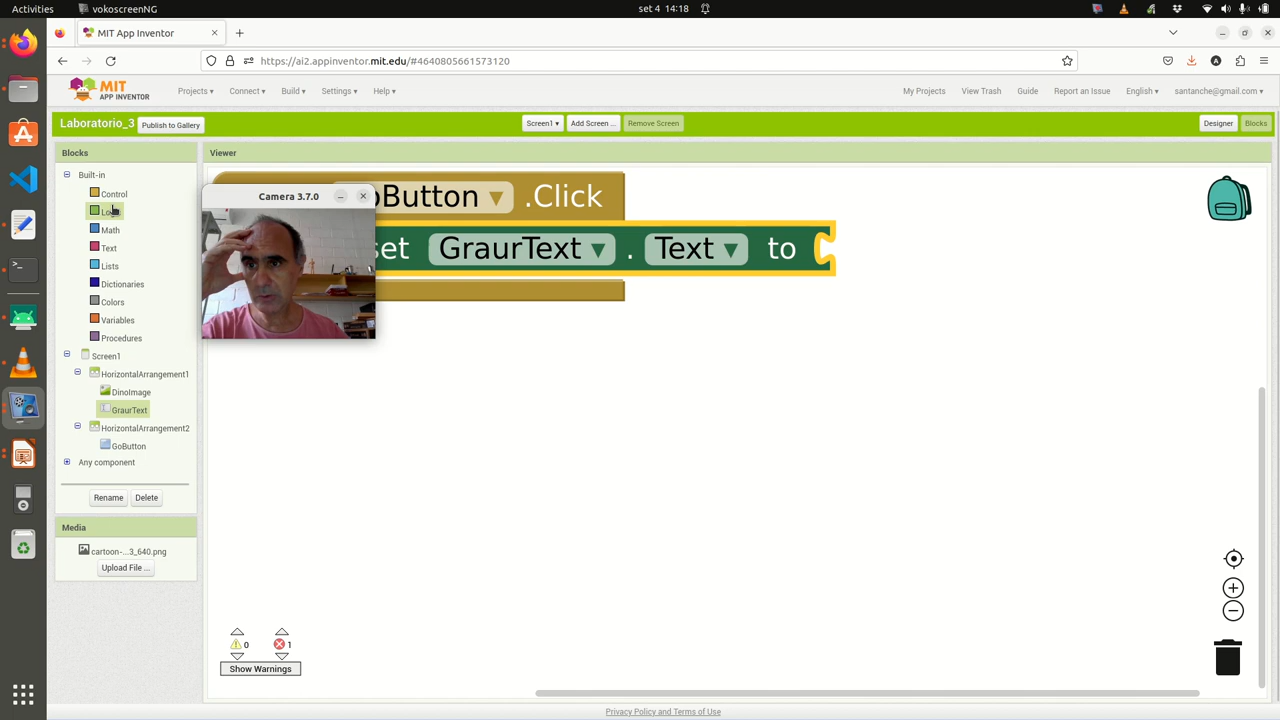 Activities
vokoscreenNG
set 4 14:18
MIT App Inventor
https://ai2.appinventor.mit.edu/#4640805661573120
MIT
APP INVENTOR
Projects ▾
Connect ▾
Build ▾
Settings ▾
Help ▾
My Projects
View Trash
Guide
Report an Issue
English ▾
santanche@gmail.com ▾
Laboratorio_3
Publish to Gallery
Screen1 ▾
Add Screen ...
Remove Screen
Designer
Blocks
Blocks
Viewer
Built-in
Control
Math
Text
Lists
Dictionaries
Colors
Variables
Procedures
Screen1
HorizontalArrangement1
DinoImage
GraurText
HorizontalArrangement2
GoButton
Any component
Rename
Delete
Media
cartoon-...3_640.png
Upload File ...
Camera 3.7.0
oButton ▾ .Click
set GraurText ▾ . Text ▾ to
0
1
Show Warnings
Privacy Policy and Terms of Use